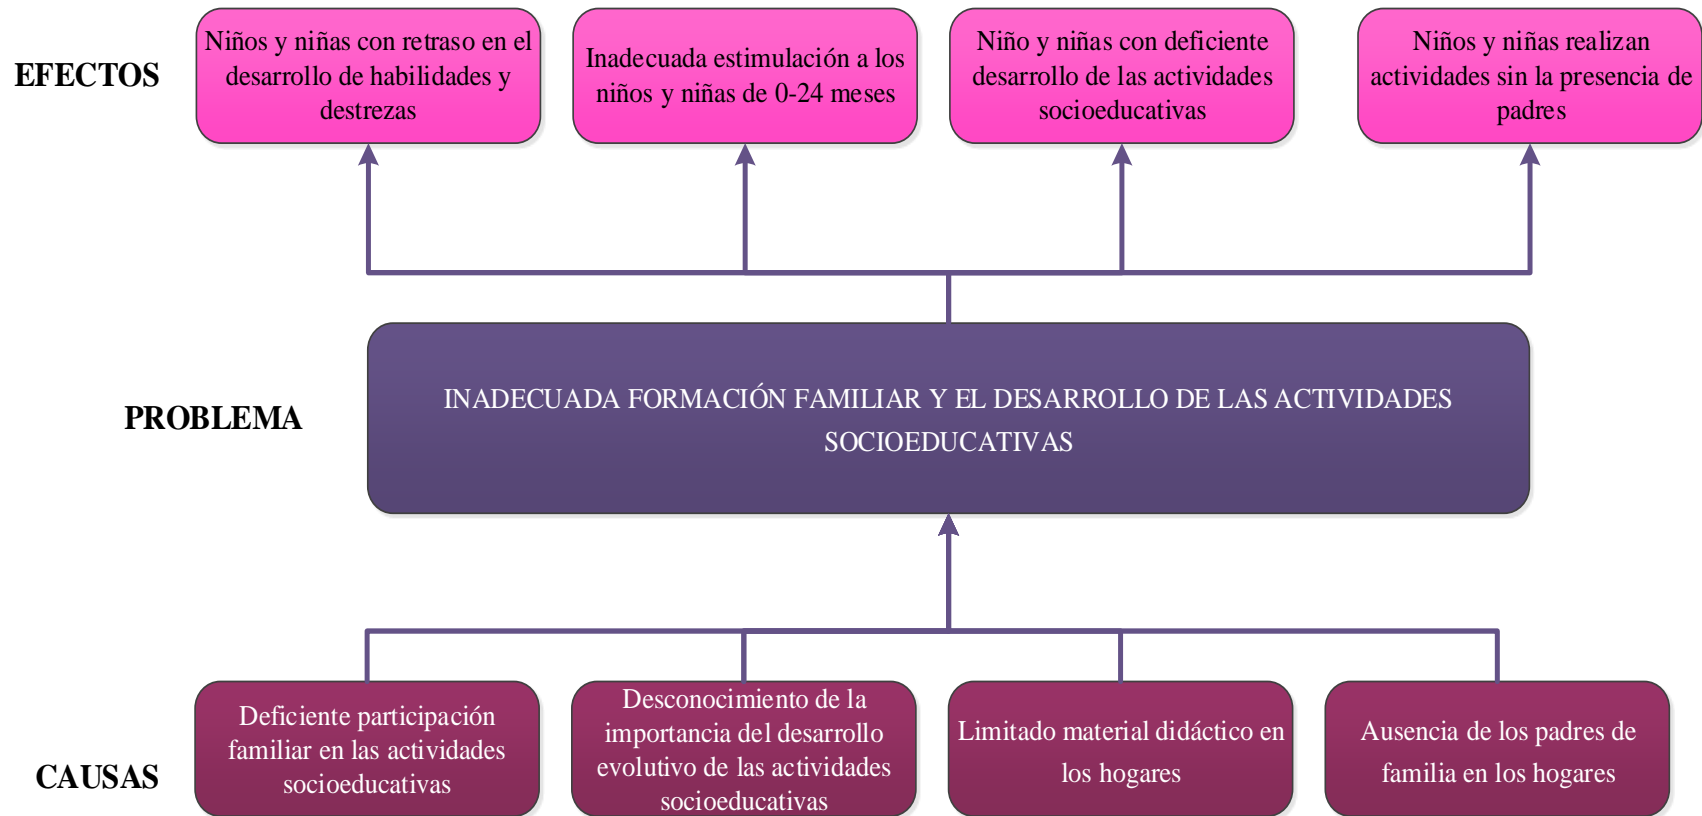 EFECTOS
Niños y niñas con retraso en el
desarrollo de habilidades y
destrezas
Inadecuada estimulación a los
niños y niñas de 0-24 meses
Niño y niñas con deficiente
desarrollo de las actividades
socioeducativas
Niños y niñas realizan
actividades sin la presencia de
padres
PROBLEMA
INADECUADA FORMACIÓN FAMILIAR Y EL DESARROLLO DE LAS ACTIVIDADES
SOCIOEDUCATIVAS
CAUSAS
Deficiente participación
familiar en las actividades
socioeducativas
Desconocimiento de la
importancia del desarrollo
evolutivo de las actividades
socioeducativas
Limitado material didáctico en
los hogares
Ausencia de los padres de
familia en los hogares